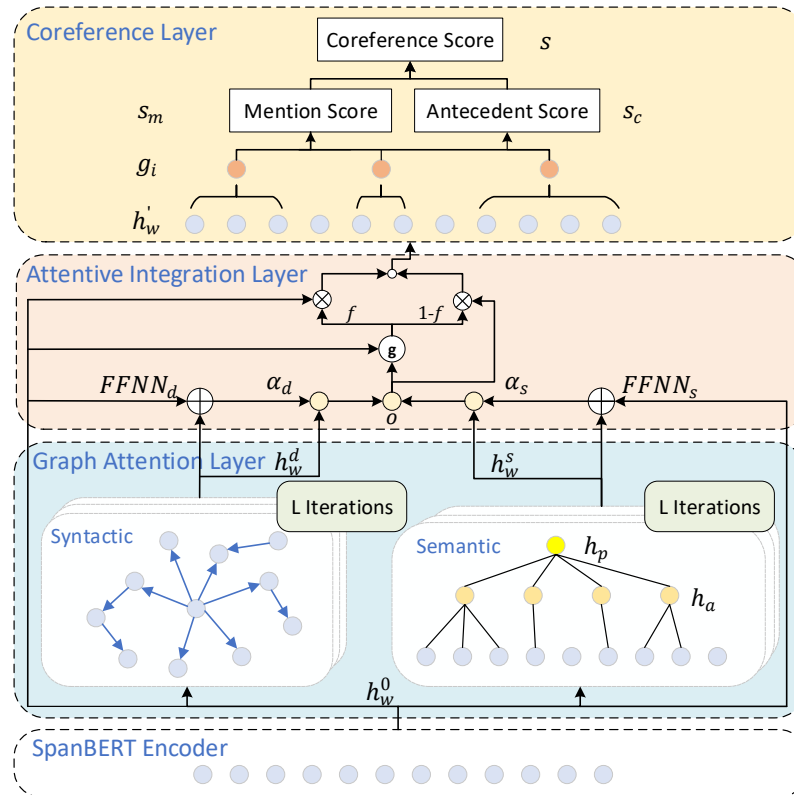 Coreference Layer
Coreference Score s
s_m Mention Score Antecedent Score s_c
g_i
h_w^'
Attentive Integration Layer
f 1-f
g
FFNN_d α_d α_s FFNN_s
o
Graph Attention Layer h_w^d h_w^s
L Iterations L Iterations
Syntactic Semantic h_p
h_a
h_w^0
SpanBERT Encoder